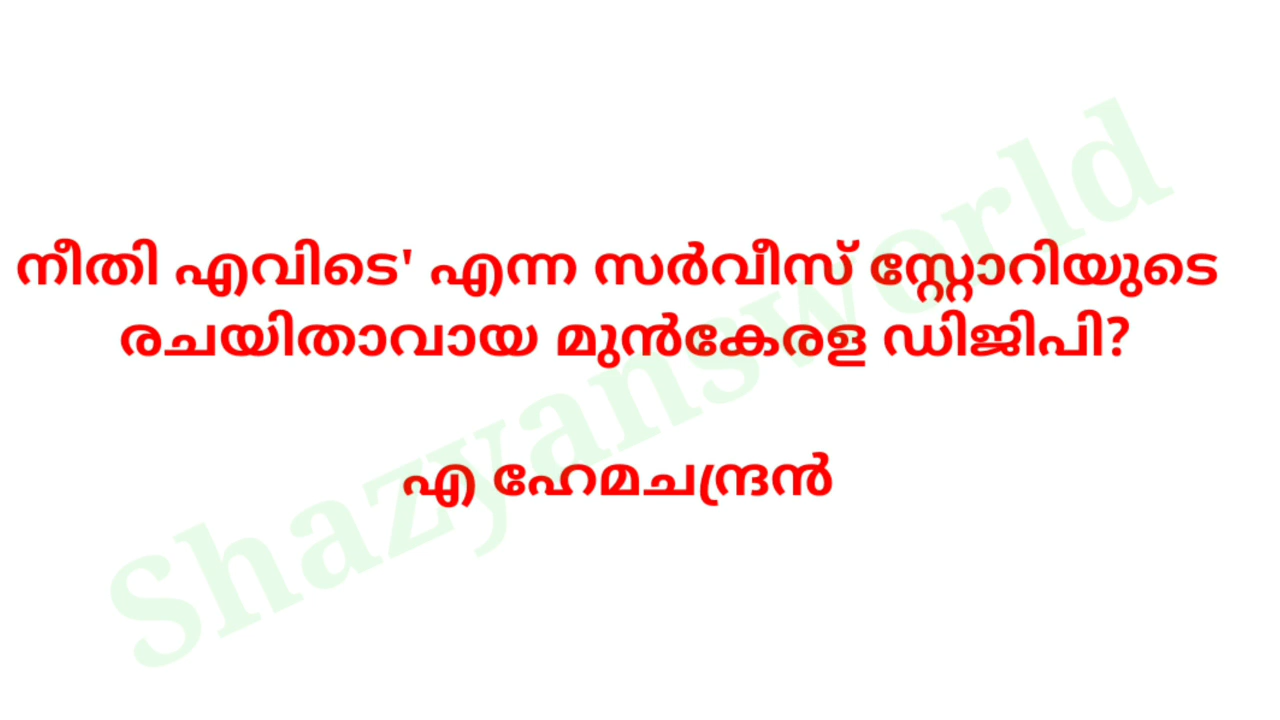 നീതി എവിടെ' എന്ന സർവീസ് സ്റ്റോറിയുടെ
രചയിതാവായ മുൻകേരള ഡിജിപി?
എ ഹേമചന്ദ്രൻ
Shazyansworld